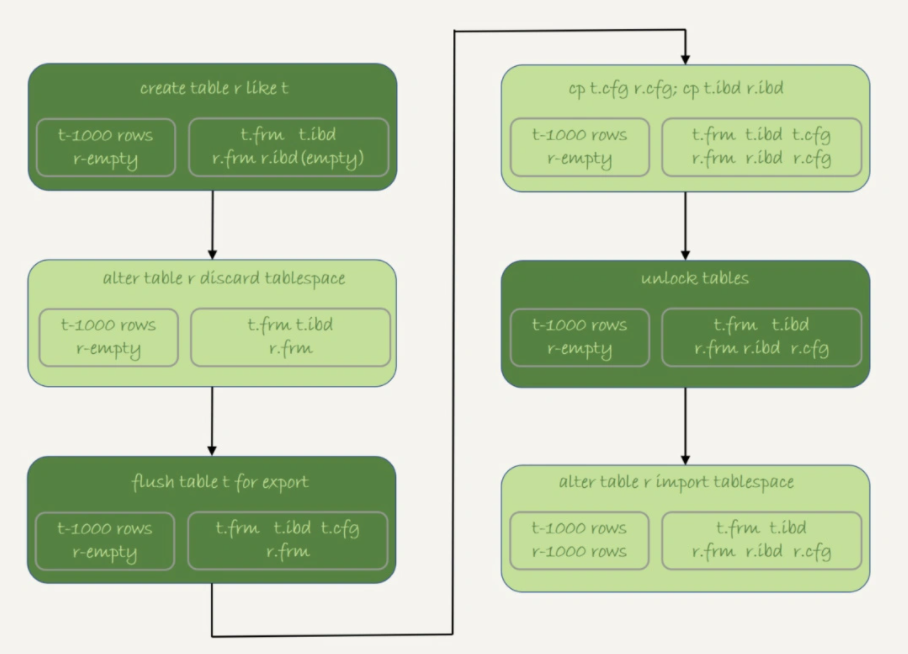 create table r like t
t-1000 rows
r-empty
t.frm t.ibd
r.frm r.ibd(empty)
alter table r discard tablespace
t-1000 rows
r-empty
t.frm t.ibd
r.frm
flush table t for export
t-1000 rows
r-empty
t.frm t.ibd t.cfg
r.frm
cp t.cfg r.cfg; cp t.ibd r.ibd
t-1000 rows
r-empty
t.frm t.ibd t.cfg
r.frm r.ibd r.cfg
unlock tables
t-1000 rows
r-empty
t.frm t.ibd
r.frm r.ibd r.cfg
alter table r import tablespace
t-1000 rows
r-1000 rows
t.frm t.ibd
r.frm r.ibd r.cfg